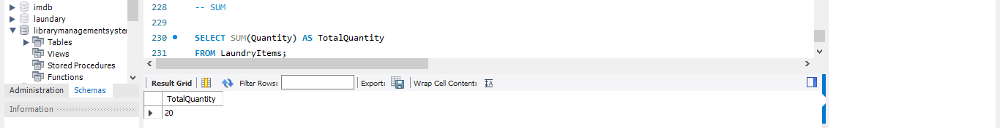 imdb
laundary
librarymanagementsyste
Tables
Views
Stored Procedures
Functions
Administration Schemas
Information
228 -- SUM
229
230 SELECT SUM(Quantity) AS TotalQuantity
231 FROM LaundryItems;
Result Grid Filter Rows: Export: Wrap Cell Content: IA
TotalQuantity
20